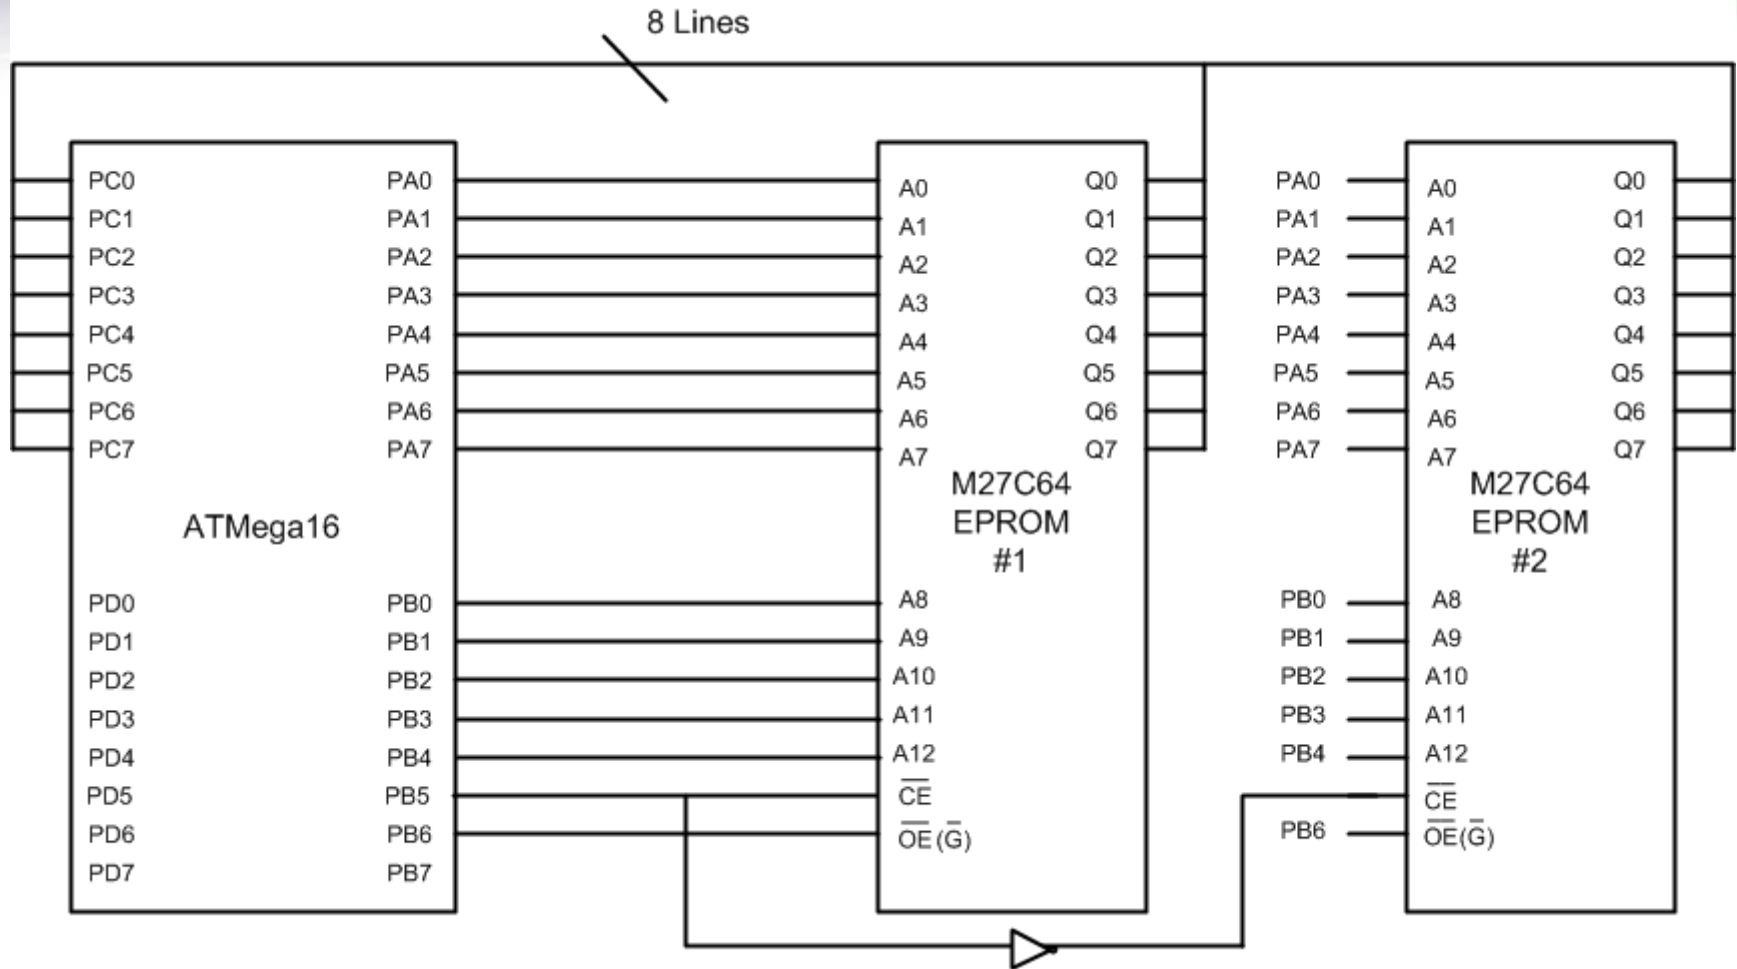 8 Lines
PC0 PA0 A0 Q0 PA0 A0 Q0
PC1 PA1 A1 Q1 PA1 A1 Q1
PC2 PA2 A2 Q2 PA2 A2 Q2
PC3 PA3 A3 Q3 PA3 A3 Q3
PC4 PA4 A4 Q4 PA4 A4 Q4
PC5 PA5 A5 Q5 PA5 A5 Q5
PC6 PA6 A6 Q6 PA6 A6 Q6
PC7 PA7 A7 Q7 PA7 A7 Q7
M27C64 M27C64
ATMega16 EPROM EPROM
#1 #2
PD0 PB0 A8 PB0 A8
PD1 PB1 A9 PB1 A9
PD2 PB2 A10 PB2 A10
PD3 PB3 A11 PB3 A11
PD4 PB4 A12 PB4 A12
PD5 PB5 C̅E̅ C̅E̅
PD6 PB6 O̅E̅(G̅) PB6 O̅E̅(G̅)
PD7 PB7